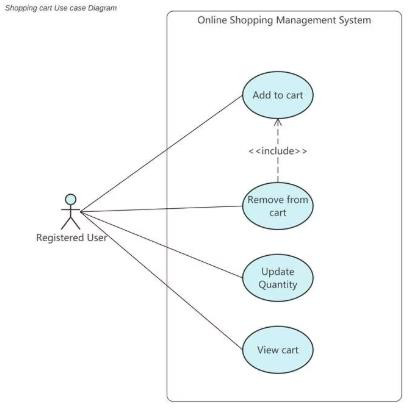 Shopping cart Use case Diagram
Online Shopping Management System
Add to cart
<<include>>
Remove from
cart
Registered User
Update
Quantity
View cart